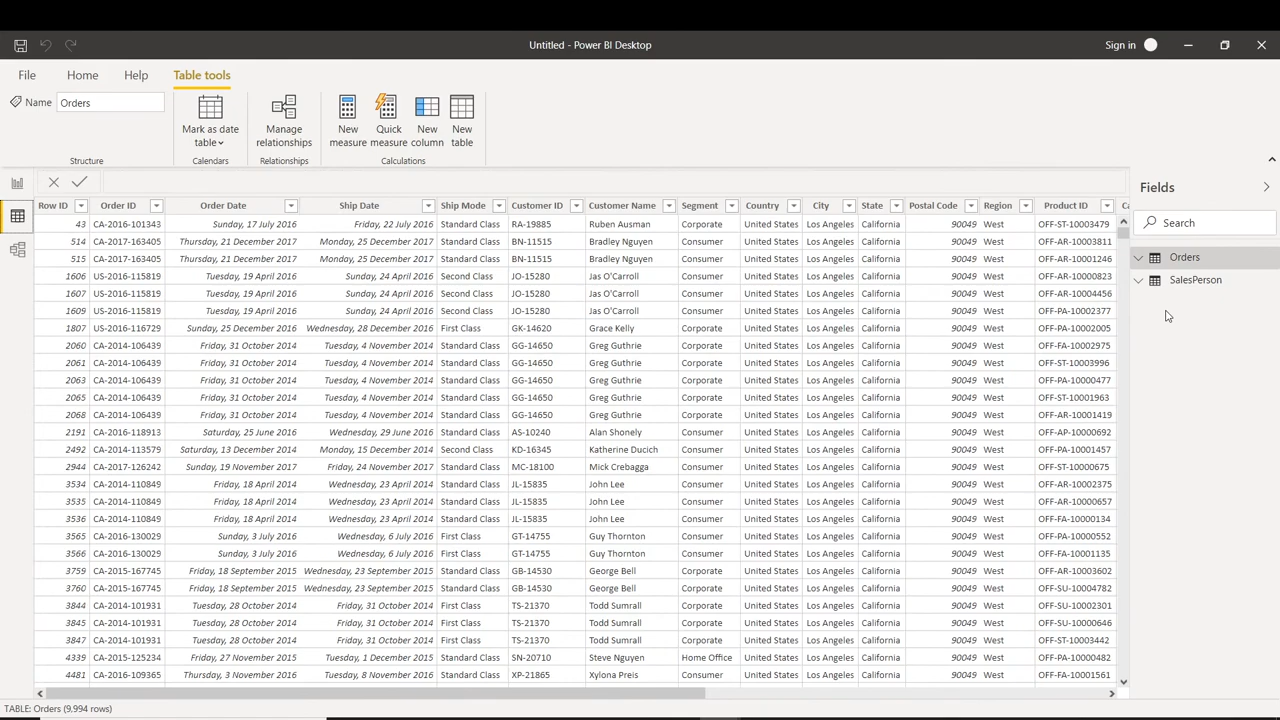 Untitled - Power BI Desktop
Sign in
File Home Help Table tools
Name Orders
Mark as date table
Manage relationships
New measure
Quick measure
New column
New table
Structure Calendars Relationships Calculations
Fields
Search
Orders
SalesPerson
Row ID Order ID Order Date Ship Date Ship Mode Customer ID Customer Name Segment Country City State Postal Code Region Product ID Ca
43 CA-2016-101343 Sunday, 17 July 2016 Friday, 22 July 2016 Standard Class RA-19885 Ruben Ausman Corporate United States Los Angeles California 90049 West OFF-ST-10003479
514 CA-2017-163405 Thursday, 21 December 2017 Monday, 25 December 2017 Standard Class BN-11515 Bradley Nguyen Consumer United States Los Angeles California 90049 West OFF-AR-10003811
515 CA-2017-163405 Thursday, 21 December 2017 Monday, 25 December 2017 Standard Class BN-11515 Bradley Nguyen Consumer United States Los Angeles California 90049 West OFF-AR-10001246
1606 US-2016-115819 Tuesday, 19 April 2016 Sunday, 24 April 2016 Second Class JO-15280 Jas O'Carroll Consumer United States Los Angeles California 90049 West OFF-AR-10000823
1607 US-2016-115819 Tuesday, 19 April 2016 Sunday, 24 April 2016 Second Class JO-15280 Jas O'Carroll Consumer United States Los Angeles California 90049 West OFF-AR-10004456
1609 US-2016-115819 Tuesday, 19 April 2016 Sunday, 24 April 2016 Second Class JO-15280 Jas O'Carroll Consumer United States Los Angeles California 90049 West OFF-PA-10002377
1807 US-2016-116729 Sunday, 25 December 2016 Wednesday, 28 December 2016 First Class GK-14620 Grace Kelly Corporate United States Los Angeles California 90049 West OFF-PA-10002005
2060 CA-2014-106439 Friday, 31 October 2014 Tuesday, 4 November 2014 Standard Class GG-14650 Greg Guthrie Corporate United States Los Angeles California 90049 West OFF-FA-10002975
2061 CA-2014-106439 Friday, 31 October 2014 Tuesday, 4 November 2014 Standard Class GG-14650 Greg Guthrie Corporate United States Los Angeles California 90049 West OFF-ST-10003996
2063 CA-2014-106439 Friday, 31 October 2014 Tuesday, 4 November 2014 Standard Class GG-14650 Greg Guthrie Corporate United States Los Angeles California 90049 West OFF-PA-10000477
2065 CA-2014-106439 Friday, 31 October 2014 Tuesday, 4 November 2014 Standard Class GG-14650 Greg Guthrie Corporate United States Los Angeles California 90049 West OFF-ST-10001963
2068 CA-2014-106439 Friday, 31 October 2014 Tuesday, 4 November 2014 Standard Class GG-14650 Greg Guthrie Corporate United States Los Angeles California 90049 West OFF-AR-10001419
2191 CA-2016-118913 Saturday, 25 June 2016 Wednesday, 29 June 2016 Standard Class AS-10240 Alan Shonely Consumer United States Los Angeles California 90049 West OFF-AP-10000692
2492 CA-2014-113579 Saturday, 13 December 2014 Monday, 15 December 2014 Second Class KD-16345 Katherine Ducich Consumer United States Los Angeles California 90049 West OFF-PA-10001457
2944 CA-2017-126242 Sunday, 19 November 2017 Friday, 24 November 2017 Standard Class MC-18100 Mick Crebagga Consumer United States Los Angeles California 90049 West OFF-ST-10000675
3534 CA-2014-110849 Friday, 18 April 2014 Wednesday, 23 April 2014 Standard Class JL-15835 John Lee Consumer United States Los Angeles California 90049 West OFF-AR-10002375
3535 CA-2014-110849 Friday, 18 April 2014 Wednesday, 23 April 2014 Standard Class JL-15835 John Lee Consumer United States Los Angeles California 90049 West OFF-AR-10000657
3536 CA-2014-110849 Friday, 18 April 2014 Wednesday, 23 April 2014 Standard Class JL-15835 John Lee Consumer United States Los Angeles California 90049 West OFF-FA-10000134
3565 CA-2016-130029 Sunday, 3 July 2016 Wednesday, 6 July 2016 First Class GT-14755 Guy Thornton Consumer United States Los Angeles California 90049 West OFF-PA-10000552
3566 CA-2016-130029 Sunday, 3 July 2016 Wednesday, 6 July 2016 First Class GT-14755 Guy Thornton Consumer United States Los Angeles California 90049 West OFF-FA-10001135
3759 CA-2015-167745 Friday, 18 September 2015 Wednesday, 23 September 2015 Standard Class GB-14530 George Bell Corporate United States Los Angeles California 90049 West OFF-AR-10003602
3760 CA-2015-167745 Friday, 18 September 2015 Wednesday, 23 September 2015 Standard Class GB-14530 George Bell Corporate United States Los Angeles California 90049 West OFF-SU-10004782
3844 CA-2014-101931 Tuesday, 28 October 2014 Friday, 31 October 2014 First Class TS-21370 Todd Sumrall Corporate United States Los Angeles California 90049 West OFF-SU-10002301
3845 CA-2014-101931 Tuesday, 28 October 2014 Friday, 31 October 2014 First Class TS-21370 Todd Sumrall Corporate United States Los Angeles California 90049 West OFF-SU-10000646
3847 CA-2014-101931 Tuesday, 28 October 2014 Friday, 31 October 2014 First Class TS-21370 Todd Sumrall Corporate United States Los Angeles California 90049 West OFF-ST-10003442
4339 CA-2015-125234 Friday, 27 November 2015 Tuesday, 1 December 2015 Standard Class SN-20710 Steve Nguyen Home Office United States Los Angeles California 90049 West OFF-PA-10000482
4481 CA-2016-109365 Thursday, 3 November 2016 Tuesday, 8 November 2016 Standard Class XP-21865 Xylona Preis Consumer United States Los Angeles California 90049 West OFF-FA-10001561
TABLE: Orders (9,994 rows)